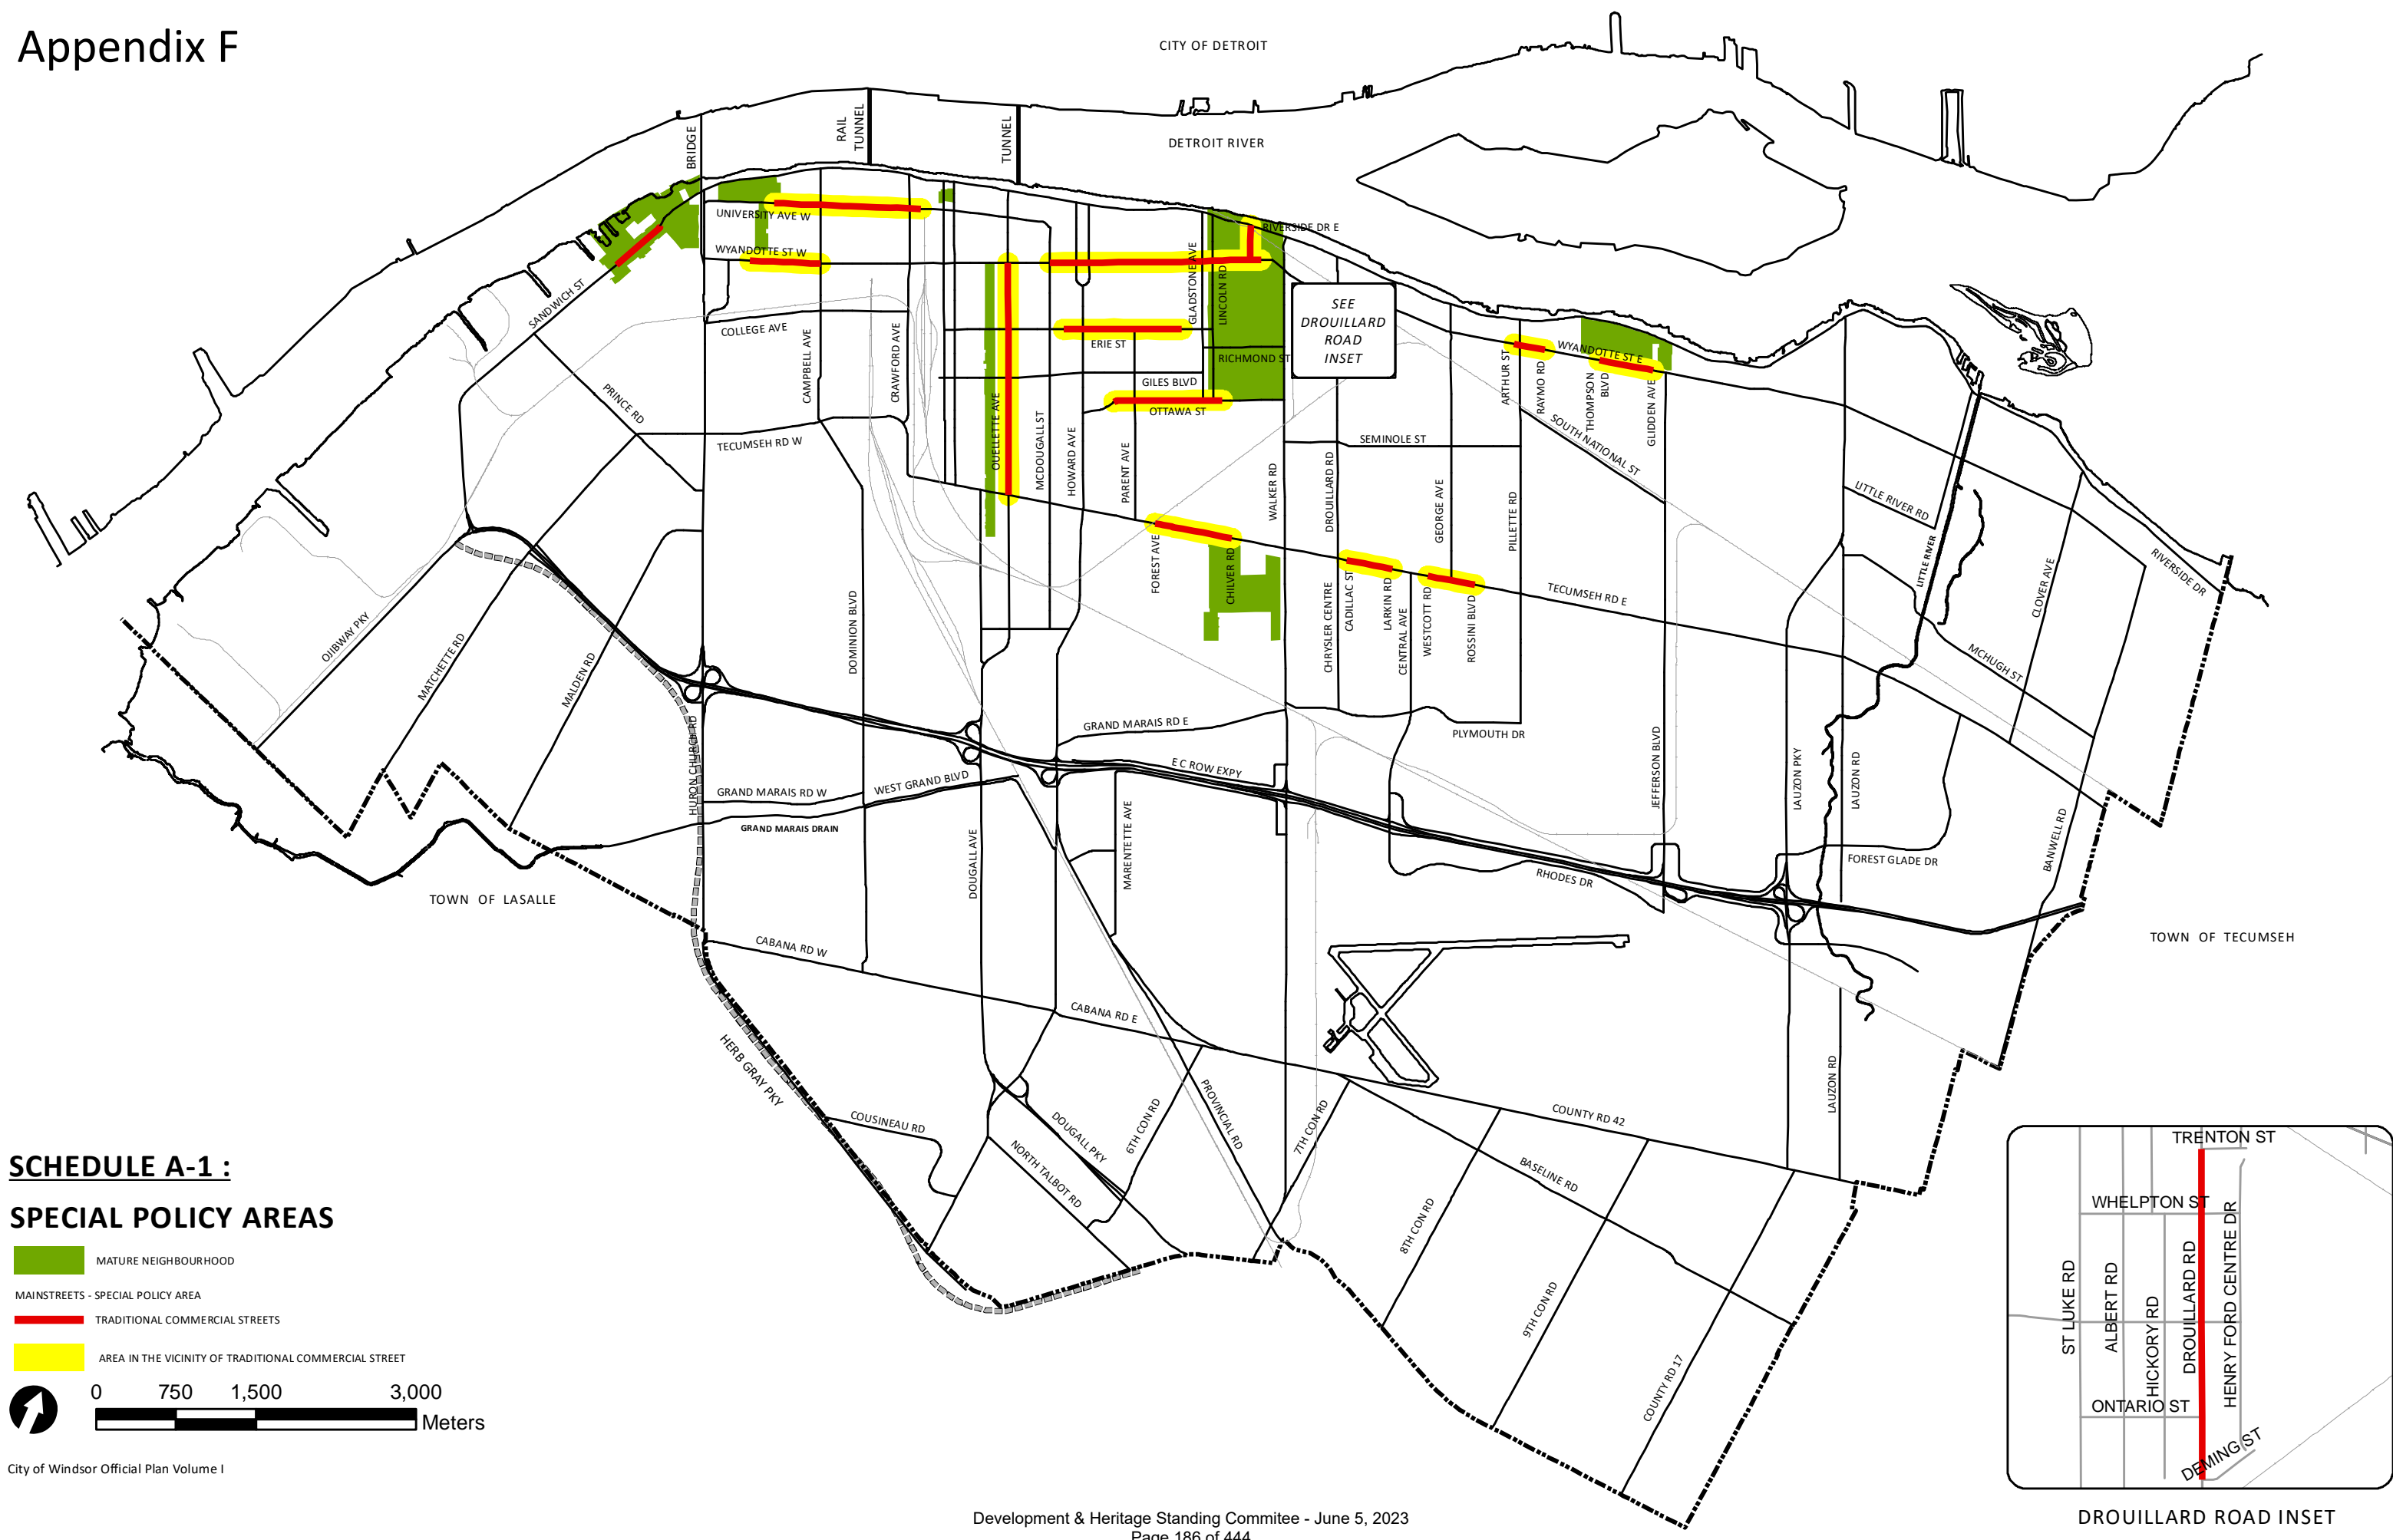 Appendix F
CITY OF DETROIT
DETROIT RIVER
BRIDGE
RAIL
TUNNEL
TUNNEL
UNIVERSITY AVE W
WYANDOTTE ST W
RIVERSIDE DR E
GLADSTONE AVE
LINCOLN RD
SANDWICH ST
COLLEGE AVE
CAMPBELL AVE
CRAWFORD AVE
ERIE ST
RICHMOND ST
GILES BLVD
OTTAWA ST
SEE
DROUILLARD
ROAD
INSET
ARTHUR ST
RAYMO RD
WYANDOTTE ST E
THOMPSON
BLVD
GLIDDEN AVE
SOUTH NATIONAL ST
PRINCE RD
TECUMSEH RD W
OUELLETTE AVE
MCDOUGALL ST
HOWARD AVE
PARENT AVE
SEMINOLE ST
WALKER RD
DROUILLARD RD
GEORGE AVE
PILLETTE RD
LITTLE RIVER RD
LITTLE RIVER
CLOVER AVE
RIVERSIDE DR
MCHUGH ST
FOREST AVE
CHILVER RD
CHRYSLER CENTRE
CADILLAC ST
LARKIN RD
CENTRAL AVE
WESTCOTT RD
ROSSINI BLVD
TECUMSEH RD E
OJIBWAY PKY
MATCHETTE RD
MALDEN RD
DOMINION BLVD
HURON CHURCH RD
GRAND MARAIS RD E
PLYMOUTH DR
E C ROW EXPY
GRAND MARAIS RD W
WEST GRAND BLVD
GRAND MARAIS DRAIN
DOUGALL AVE
MARENTETTE AVE
JEFFERSON BLVD
LAUZON PKY
LAUZON RD
BANWELL RD
FOREST GLADE DR
RHODES DR
TOWN OF LASALLE
TOWN OF TECUMSEH
CABANA RD W
CABANA RD E
HERB GRAY PKY
COUSINEAU RD
DOUGALL PKY
NORTH TALBOT RD
6TH CON RD
PROVINCIAL RD
7TH CON RD
COUNTY RD 42
LAUZON RD
BASELINE RD
8TH CON RD
9TH CON RD
COUNTY RD 17
SCHEDULE A-1 :
SPECIAL POLICY AREAS
MATURE NEIGHBOURHOOD
MAINSTREETS - SPECIAL POLICY AREA
TRADITIONAL COMMERCIAL STREETS
AREA IN THE VICINITY OF TRADITIONAL COMMERCIAL STREET
0 750 1,500 3,000
Meters
City of Windsor Official Plan Volume I
TRENTON ST
WHELPTON ST
ST LUKE RD
ALBERT RD
HICKORY RD
DROUILLARD RD
HENRY FORD CENTRE DR
ONTARIO ST
DEMING ST
DROUILLARD ROAD INSET
Development & Heritage Standing Commitee - June 5, 2023
Page 186 of 444